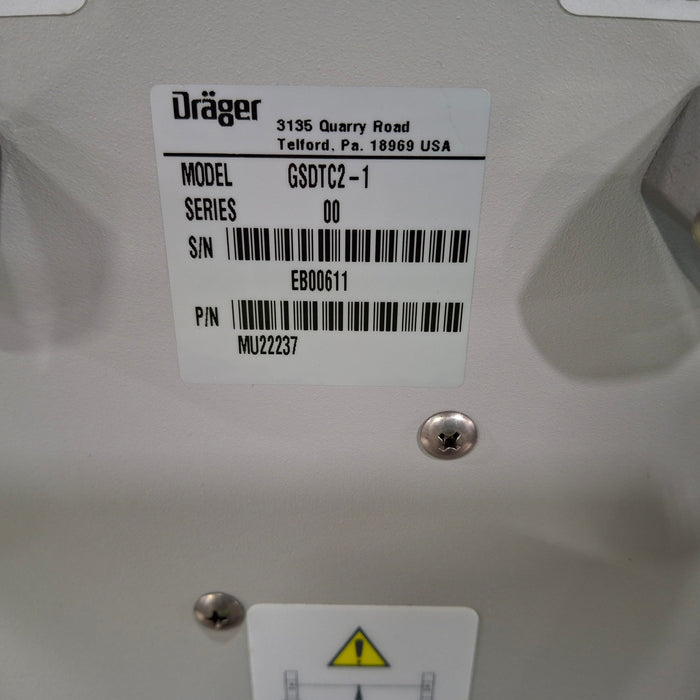 Dräger
3135 Quarry Road
Telford, Pa. 18969 USA
MODEL GSDTC2-1
SERIES 00
S/N
EB00611
P/N
MU22237